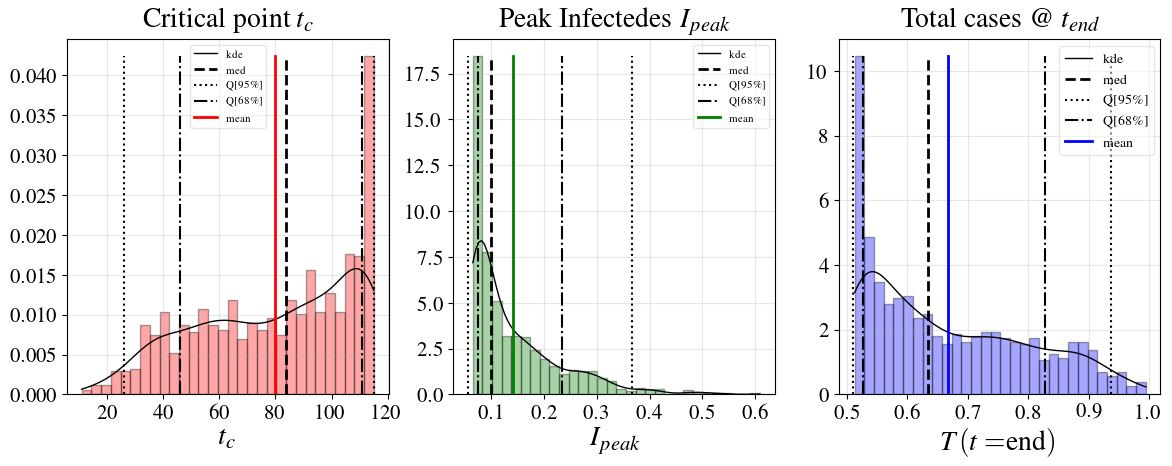 Critical point t_c
0.040
0.035
0.030
0.025
0.020
0.015
0.010
0.005
0.000
kde
med
Q[95%]
Q[68%]
mean
20 40 60 80 100 120
t_c
Peak Infectedes I_peak
17.5
15.0
12.5
10.0
7.5
5.0
2.5
0.0
kde
med
Q[95%]
Q[68%]
mean
0.1 0.2 0.3 0.4 0.5 0.6
I_peak
Total cases @ t_end
10
8
6
4
2
0
kde
med
Q[95%]
Q[68%]
mean
0.5 0.6 0.7 0.8 0.9 1.0
T(t =end)